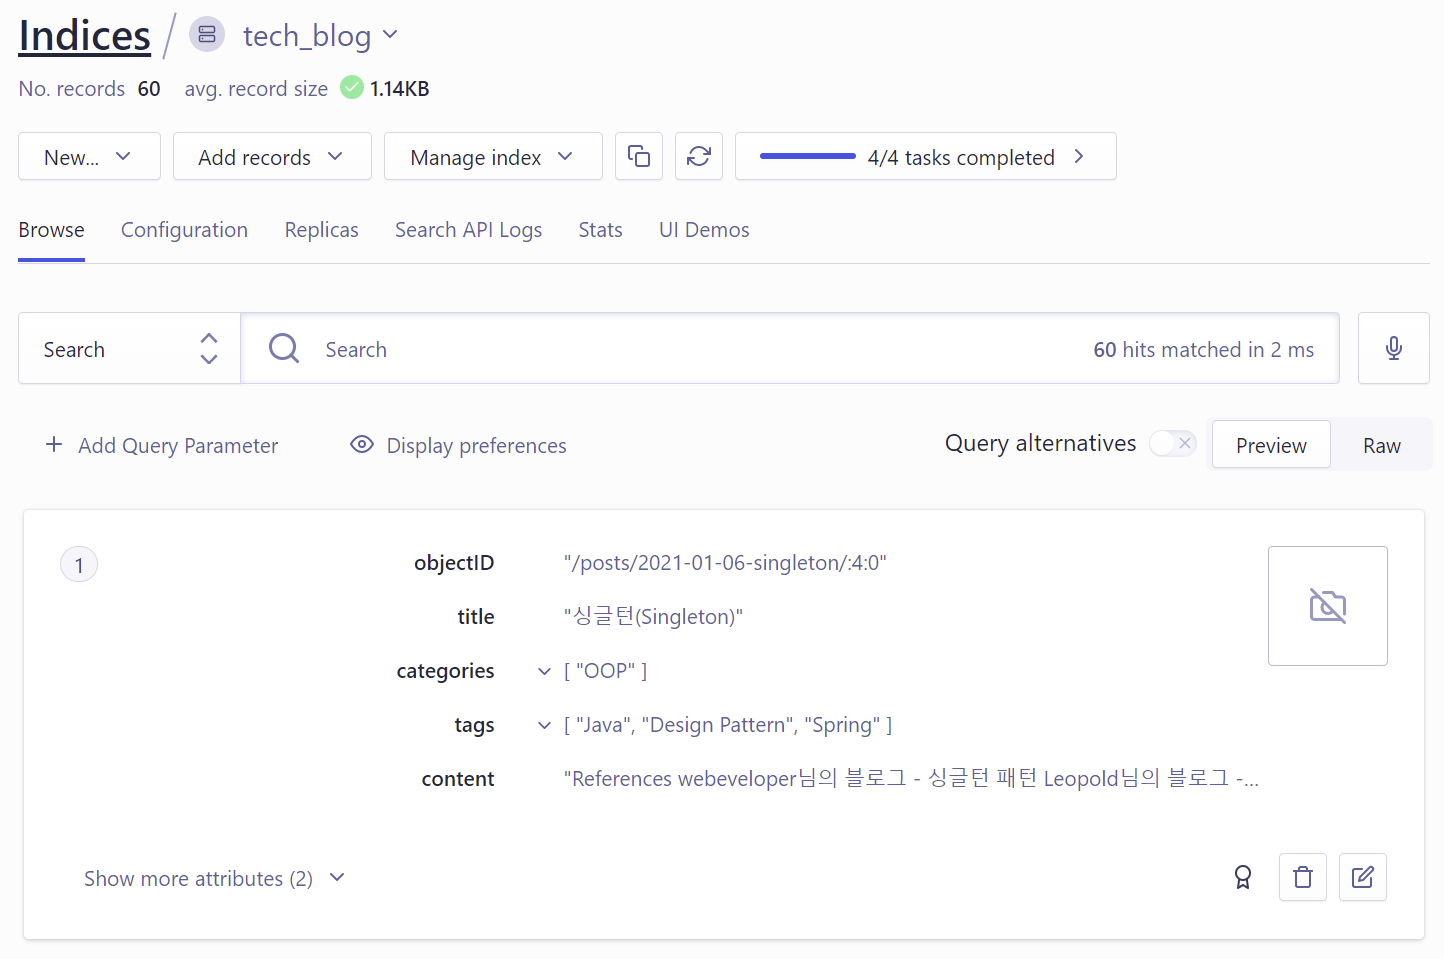 Indices / tech_blog
No. records 60 avg. record size 1.14KB
New... Add records Manage index 4/4 tasks completed
Browse Configuration Replicas Search API Logs Stats UI Demos
Search Search 60 hits matched in 2 ms
Add Query Parameter Display preferences Query alternatives Preview Raw
1 objectID "/posts/2021-01-06-singleton/:4:0"
title "싱글턴(Singleton)"
categories [ "OOP" ]
tags [ "Java", "Design Pattern", "Spring" ]
content "References webeveloper님의 블로그 - 싱글턴 패턴 Leopold님의 블로그 -...
Show more attributes (2)